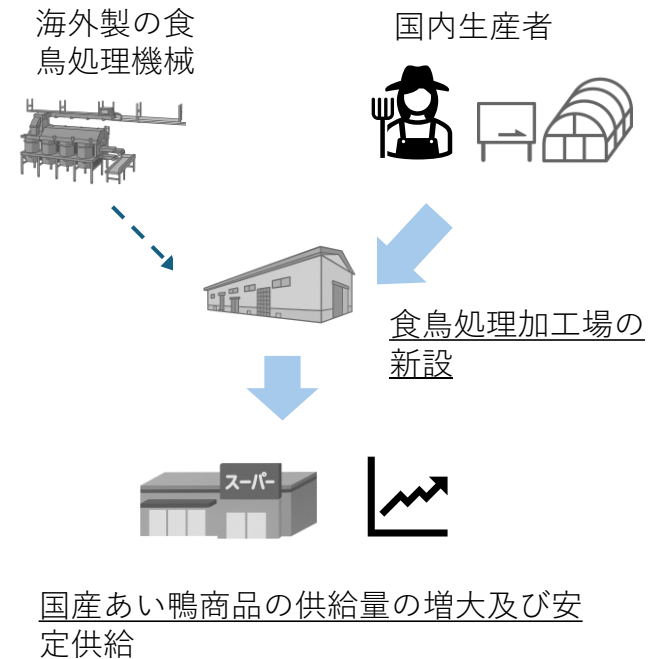 海外製の食
鳥処理機械
国内生産者
食鳥処理加工場の
新設
スーパー
国産あい鴨商品の供給量の増大及び安
定供給